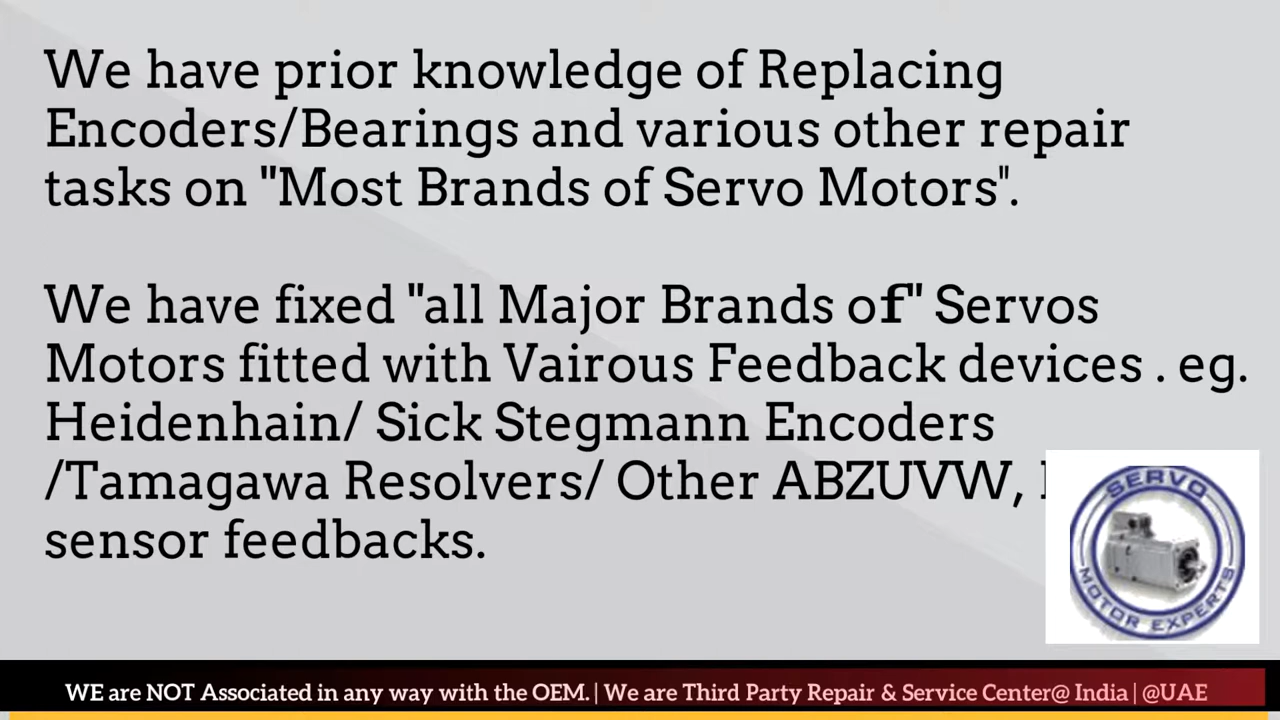 We have prior knowledge of Replacing
Encoders/Bearings and various other repair
tasks on "Most Brands of Servo Motors".
We have fixed "all Major Brands of" Servos
Motors fitted with Vairous Feedback devices . eg.
Heidenhain/ Sick Stegmann Encoders
/Tamagawa Resolvers/ Other ABZUVW,
sensor feedbacks.
SERVO
MOTOR EXPERTS
WE are NOT Associated in any way with the OEM. | We are Third Party Repair & Service Center@ India | @UAE